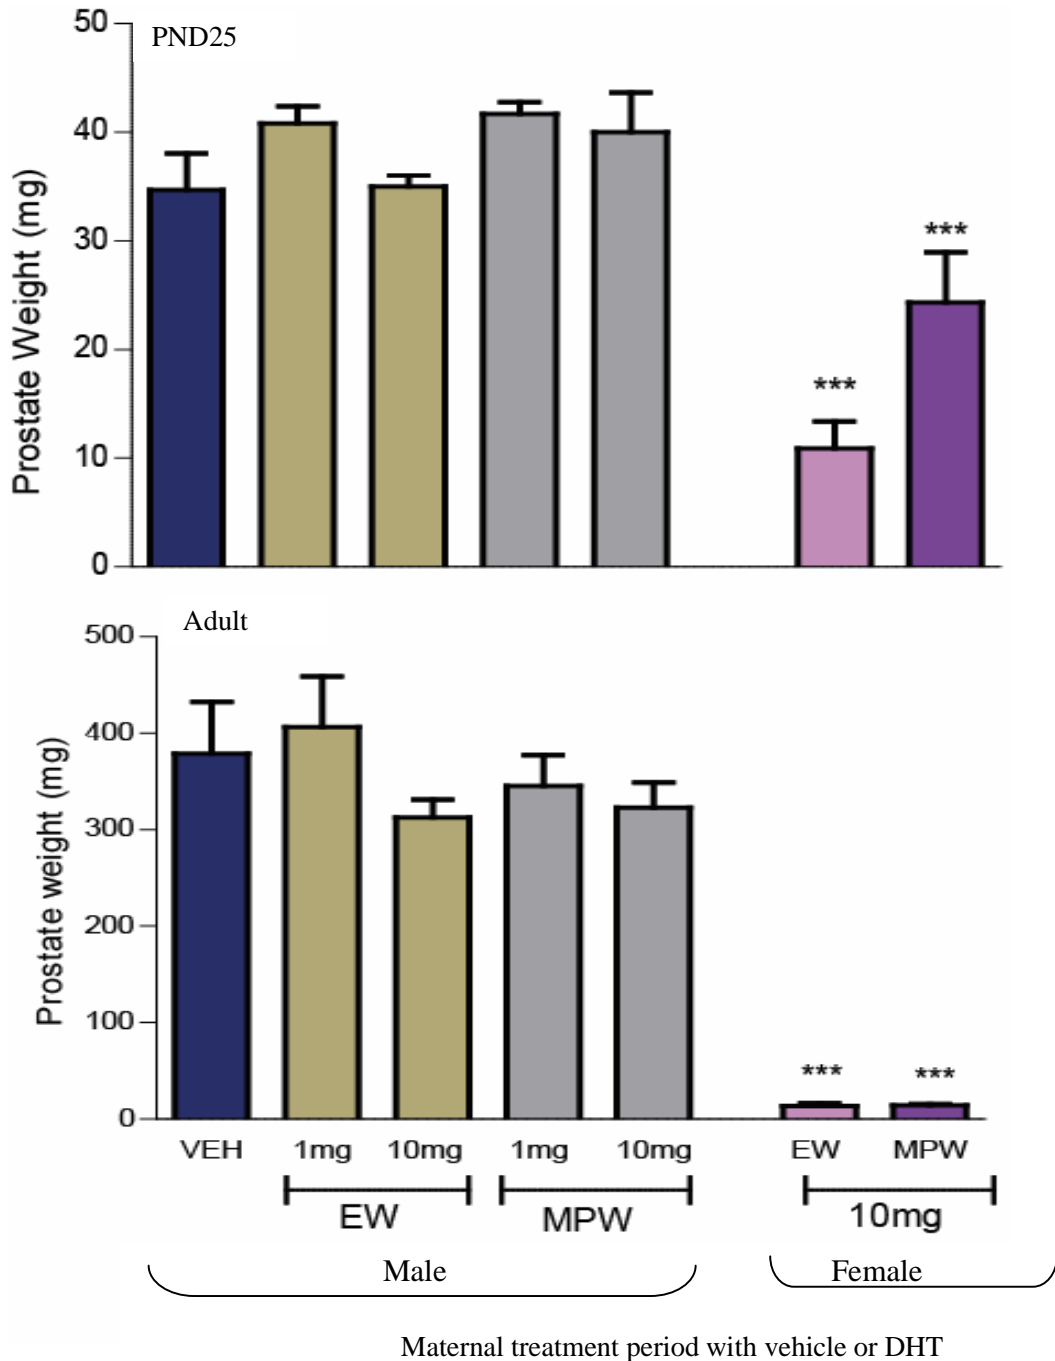 PND25
Prostate Weight (mg)
50
40
30
20
10
0
***
***
Adult
Prostate weight (mg)
500
400
300
200
100
0
***
***
VEH 1mg 10mg 1mg 10mg EW MPW
EW MPW 10mg
Male Female
Maternal treatment period with vehicle or DHT